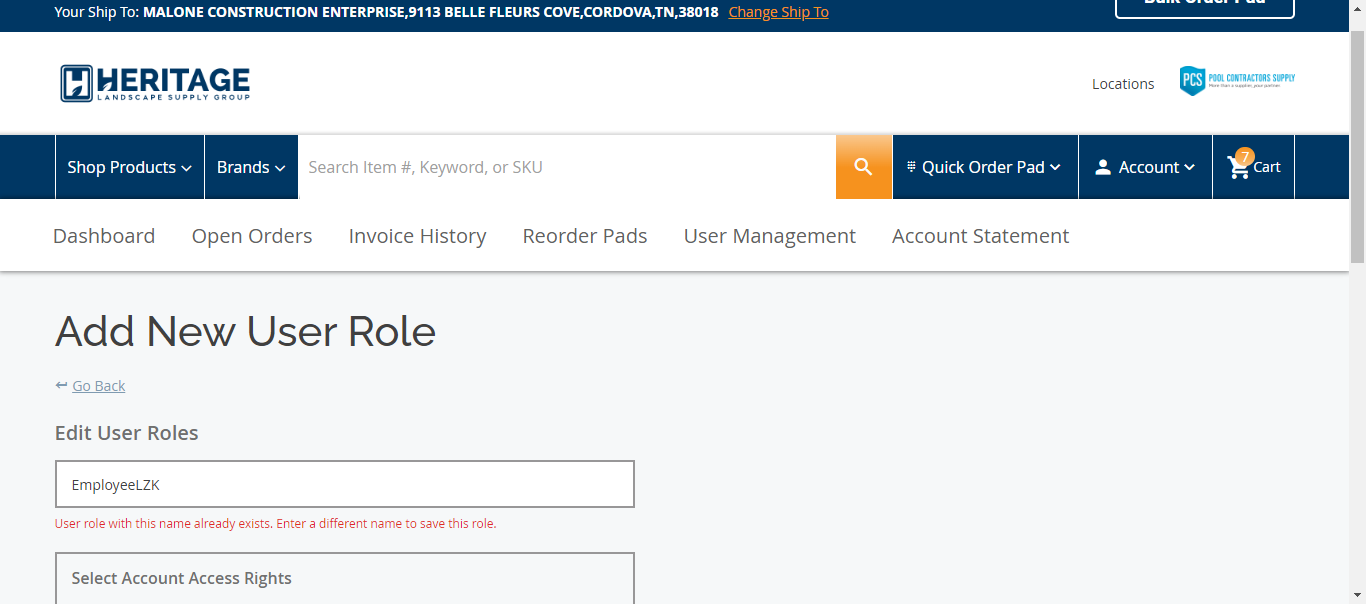 Your Ship To: MALONE CONSTRUCTION ENTERPRISE,9113 BELLE FLEURS COVE,CORDOVA,TN,38018 Change Ship To
Bulk Order Pad
HERITAGE
LANDSCAPE SUPPLY GROUP
Locations
PCS
POOL CONTRACTORS SUPPLY
More than a supplier, your partner.
Shop Products
Brands
Search Item #, Keyword, or SKU
Quick Order Pad
Account
7
Cart
Dashboard
Open Orders
Invoice History
Reorder Pads
User Management
Account Statement
Add New User Role
Go Back
Edit User Roles
EmployeeLZK
User role with this name already exists. Enter a different name to save this role.
Select Account Access Rights